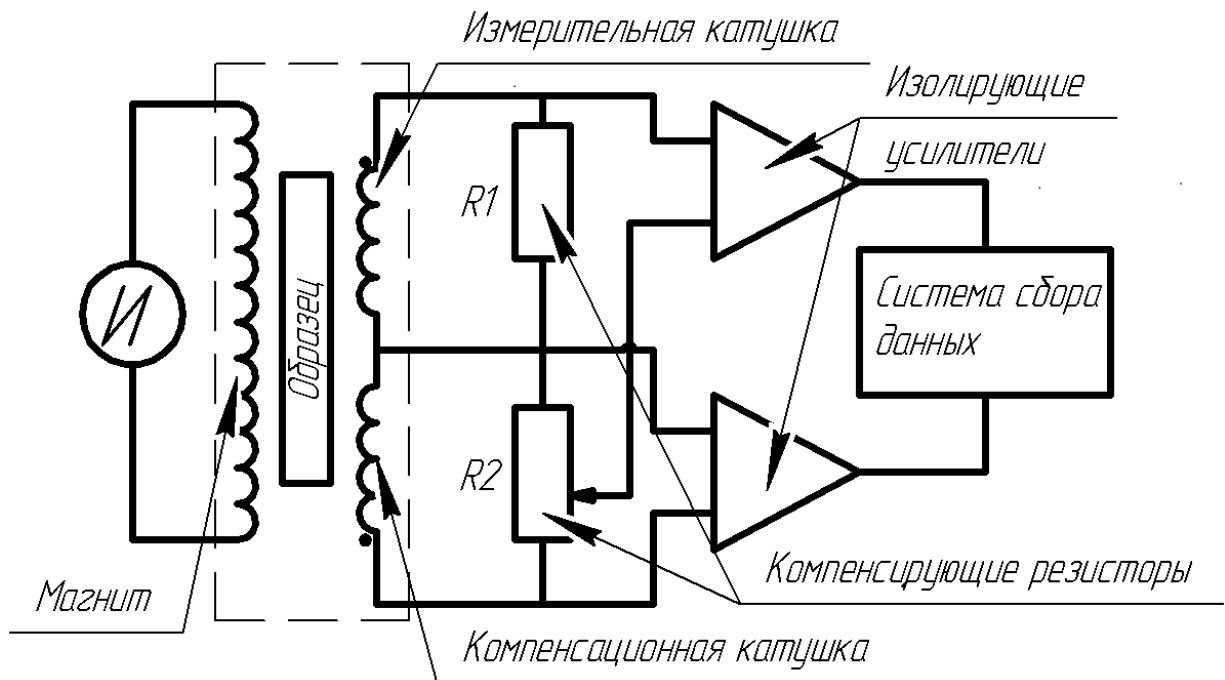 Измерительная катушка
Изолирующие
усилители
R1
И
Образец
Система сбора
данных
R2
Компенсирующие резисторы
Магнит
Компенсационная катушка